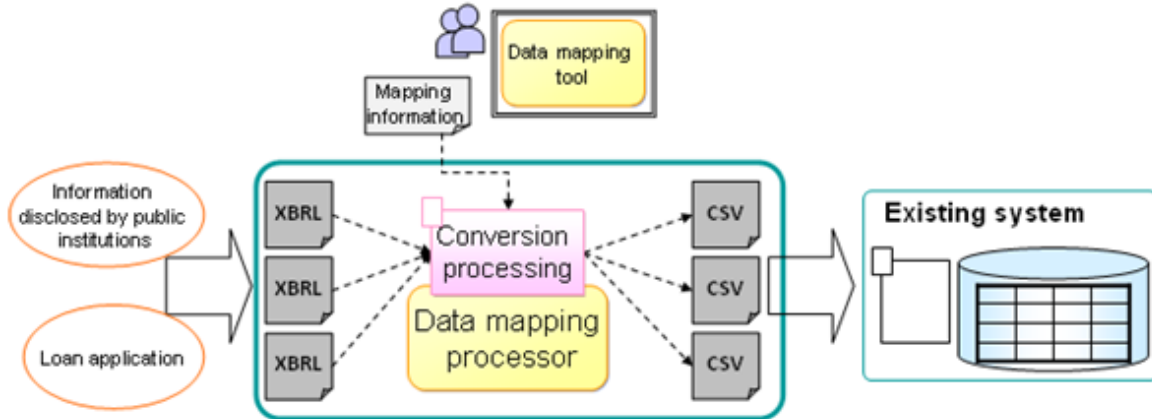 Data mapping
tool
Mapping
information
Information
disclosed by public
institutions
Loan application
XBRL
XBRL
XBRL
Conversion
processing
Data mapping
processor
CSV
CSV
CSV
Existing system